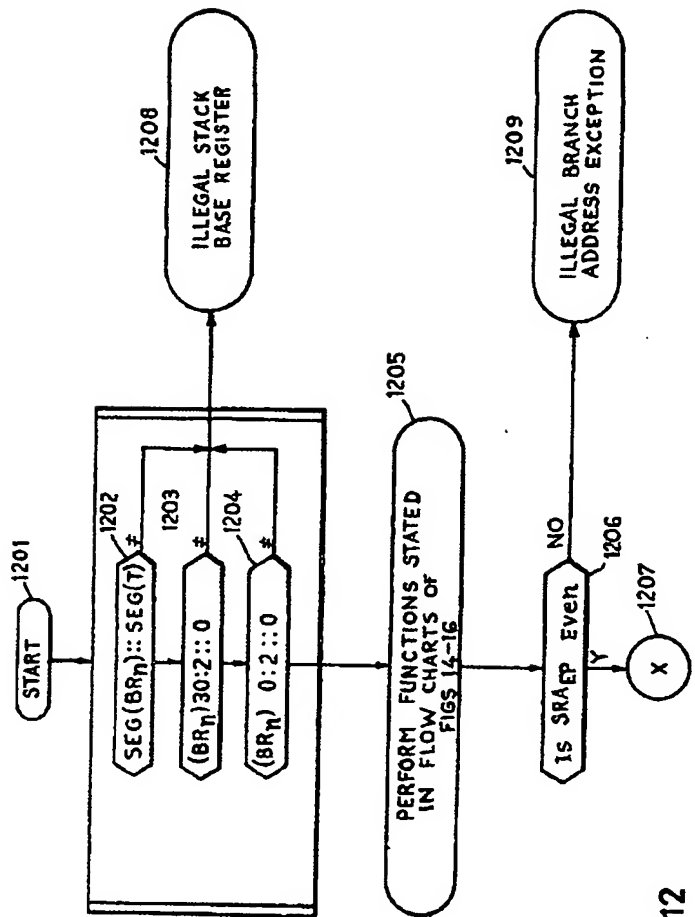 1201
START
1202
SEG(BRn)::SEG(T)
≠
1203
(BRn)30:2::0
≠
1204
(BRn) 0:2::0
≠
1208
ILLEGAL STACK
BASE REGISTER
1205
PERFORM FUNCTIONS STATED
IN FLOW CHARTS OF
FIGS 14-16
Is SRAEP Even
NO
1206
Y
1207
X
1209
ILLEGAL BRANCH
ADDRESS EXCEPTION
12